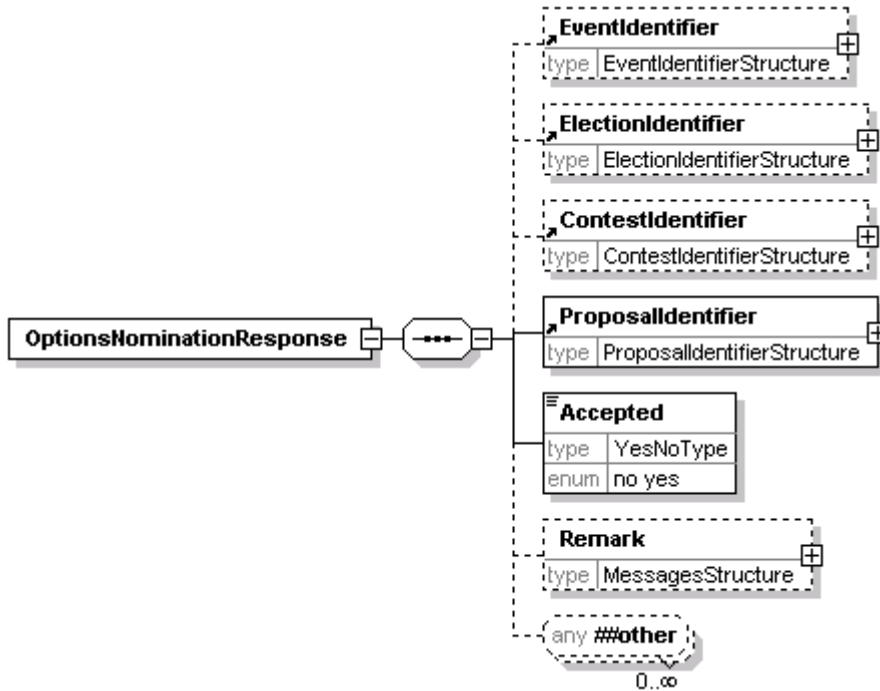 EventIdentifier
type EventIdentifierStructure
ElectionIdentifier
type ElectionIdentifierStructure
ContestIdentifier
type ContestIdentifierStructure
OptionsNominationResponse
ProposalIdentifier
type ProposalIdentifierStructure
Accepted
type YesNoType
enum no yes
Remark
type MessagesStructure
any ##other
0..∞